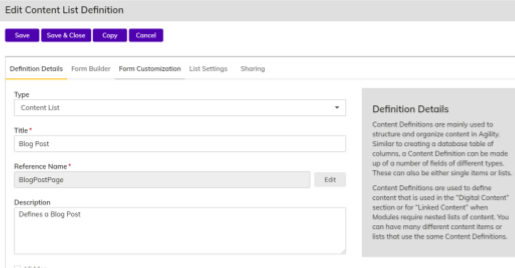 Edit Content List Definition
Save Save & Close Copy Cancel
Definition Details Form Builder Form Customization List Settings Sharing
Type
Content List
Title*
Blog Post
Reference Name*
BlogPostPage Edit
Description
Defines a Blog Post
Definition Details
Content Definitions are mainly used to
structure and organize content in Agility.
Similar to creating a database table of
columns, a Content Definition can be made
up of a number of fields of different types.
These can also be either single items or lists.
Content Definitions are used to define
content that is used in the "Digital Content"
section or for "Linked Content" when
Modules require nested lists of content. You
can have many different content items or
lists that use the same Content Definitions.